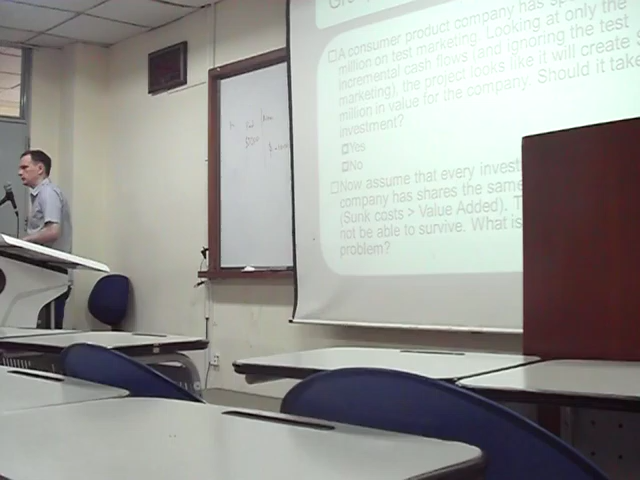 ☐A consumer product company has
million on test marketing. Looking at only the
incremental cash flows (and ignoring the test
marketing), the project looks like it will create
million in value for the company. Should it take
investment?
☐Yes
☐No
☐Now assume that every
company has shares the same
(Sunk costs > Value Added).
not be able to survive. What is
problem?